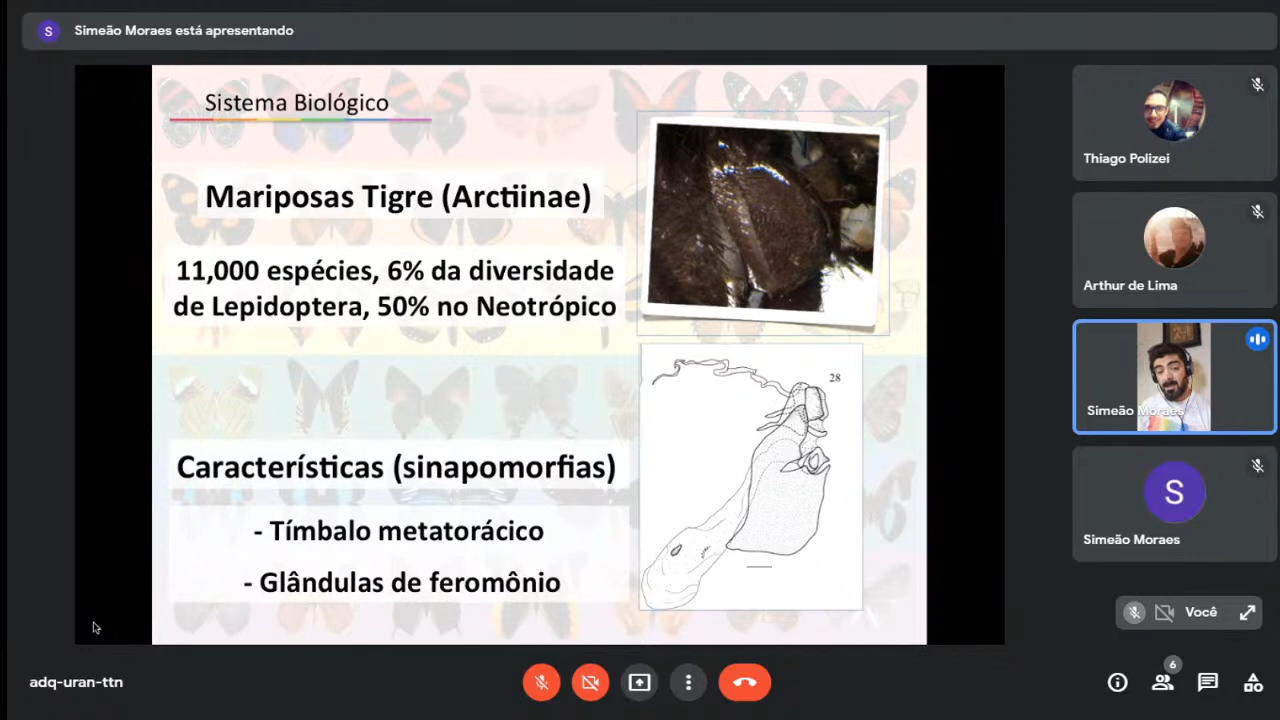 S
Simeão Moraes está apresentando
Sistema Biológico
Mariposas Tigre (Arctiinae)
11,000 espécies, 6% da diversidade
de Lepidoptera, 50% no Neotrópico
28
Características (sinapomorfias)
- Tímbalo metatorácico
- Glândulas de feromônio
Thiago Polizei
Arthur de Lima
Simeão Moraes
S
Simeão Moraes
Você
adq-uran-ttn
6